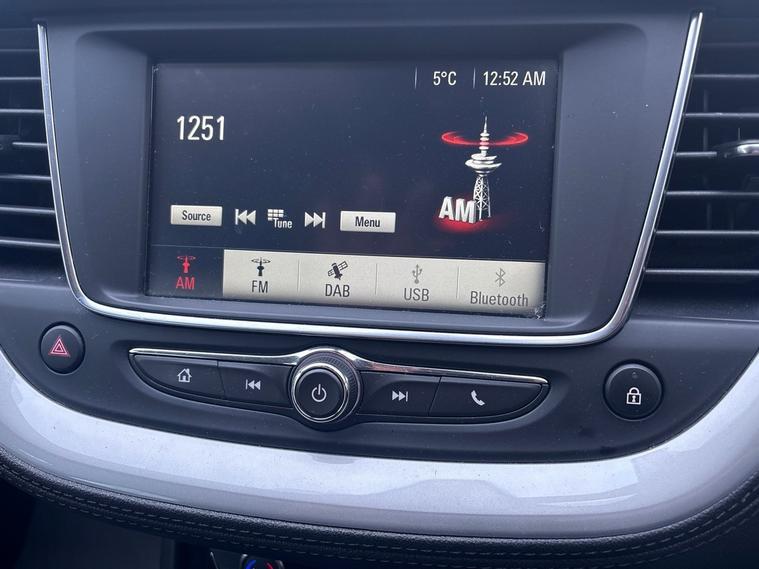 5°C 12:52 AM
1251
AM
Source Tune Menu
AM FM DAB USB Bluetooth